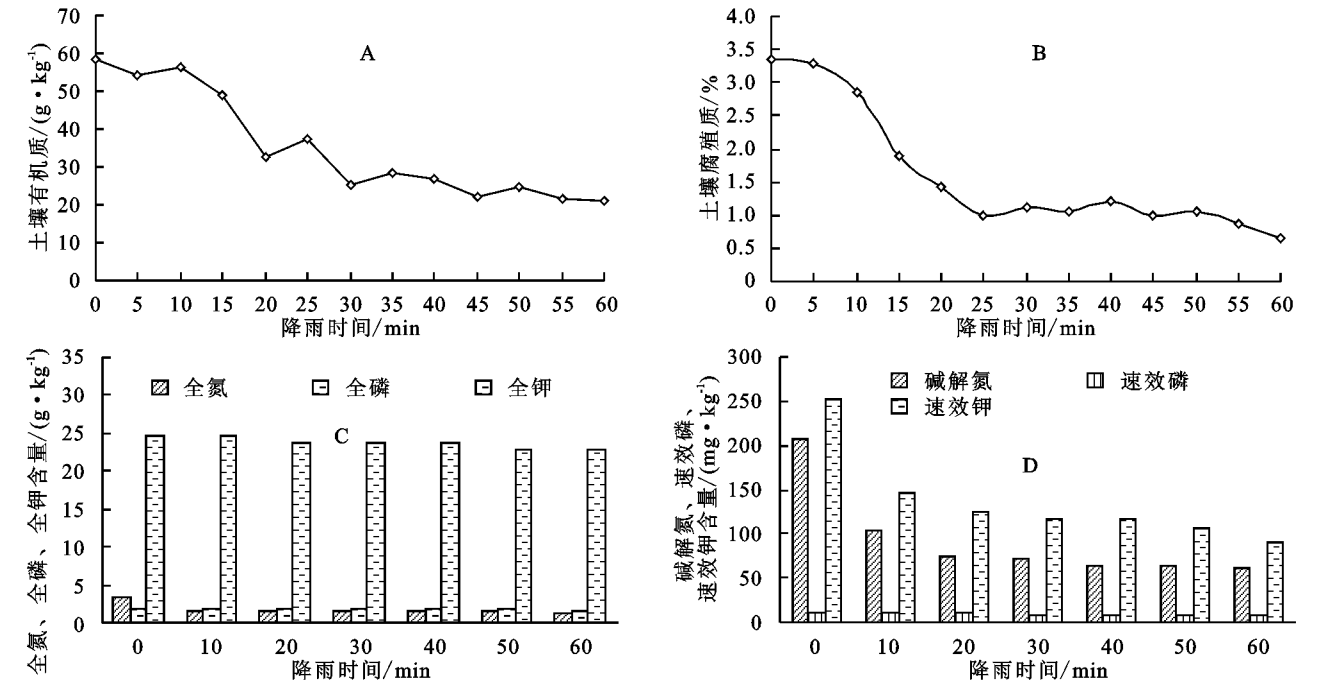 70
60
50
40
30
20
10
0
土壤有机质/(g·kg⁻¹)
A
0 5 10 15 20 25 30 35 40 45 50 55 60
降雨时间/min
4.0
3.5
3.0
2.5
2.0
1.5
1.0
0.5
0
土壤腐殖质/%
B
0 5 10 15 20 25 30 35 40 45 50 55 60
降雨时间/min
35
30
25
20
15
10
5
0
全氮、全磷、全钾含量/(g·kg⁻¹)
全氮 全磷 全钾
C
0 10 20 30 40 50 60
降雨时间/min
300
250
200
150
100
50
0
碱解氮、速效磷、
速效钾含量/(mg·kg⁻¹)
碱解氮 速效磷
速效钾
D
0 10 20 30 40 50 60
降雨时间/min